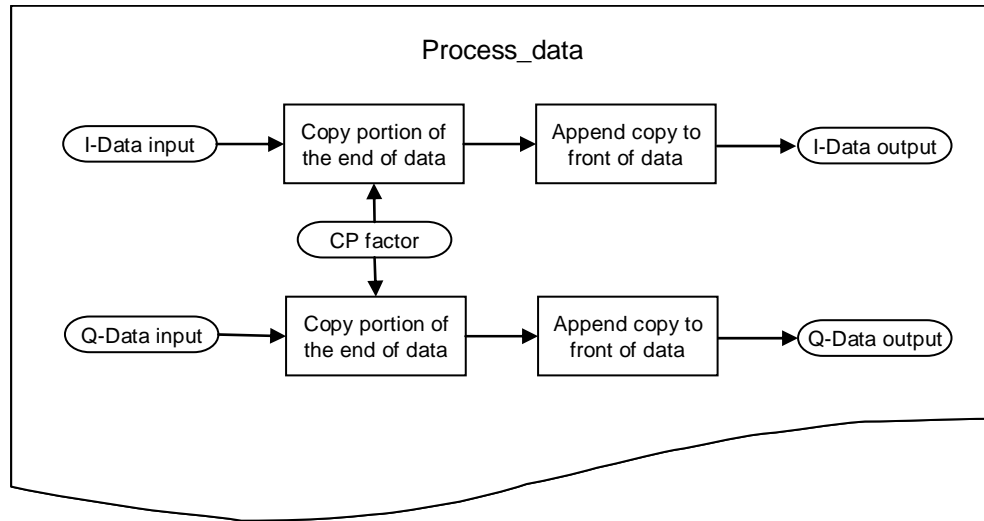 Process_data
I-Data input
Copy portion of
the end of data
Append copy to
front of data
I-Data output
CP factor
Q-Data input
Copy portion of
the end of data
Append copy to
front of data
Q-Data output